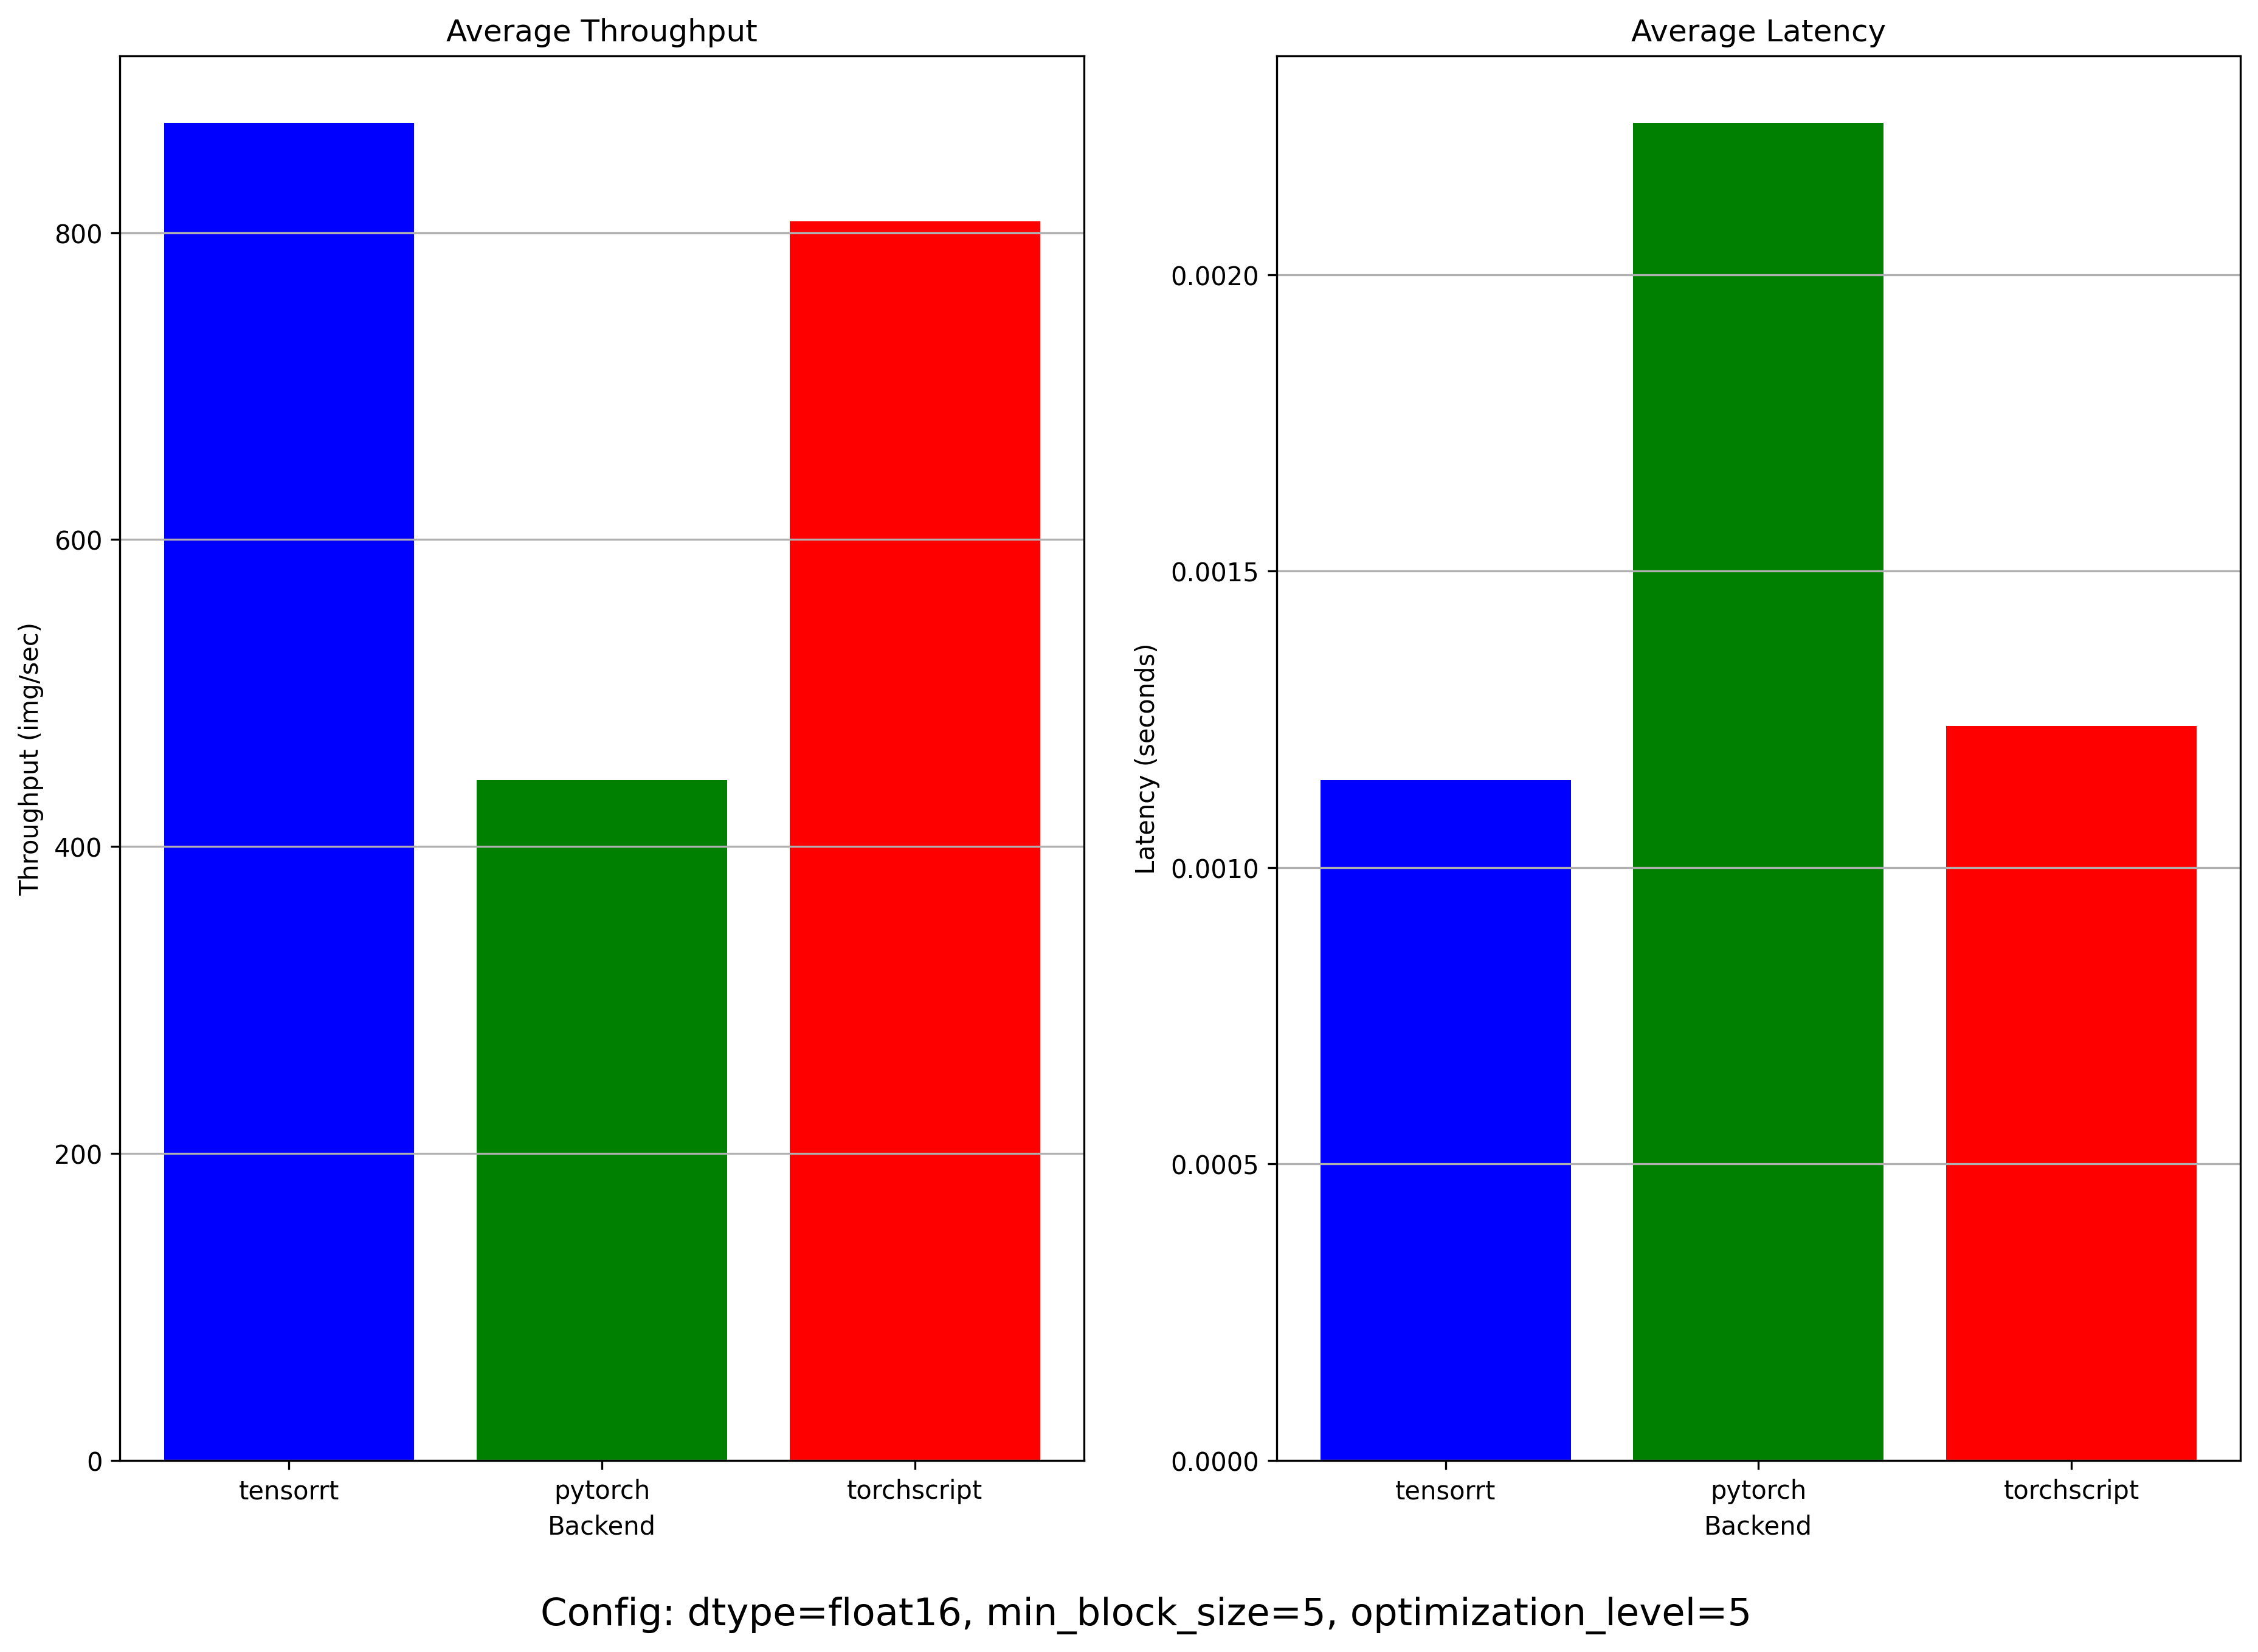 Average Throughput
800
600
400
200
0
Throughput (img/sec)
tensorrt
pytorch
torchscript
Backend
Average Latency
0.0020
0.0015
0.0010
0.0005
0.0000
Latency (seconds)
tensorrt
pytorch
torchscript
Backend
Config: dtype=float16, min_block_size=5, optimization_level=5